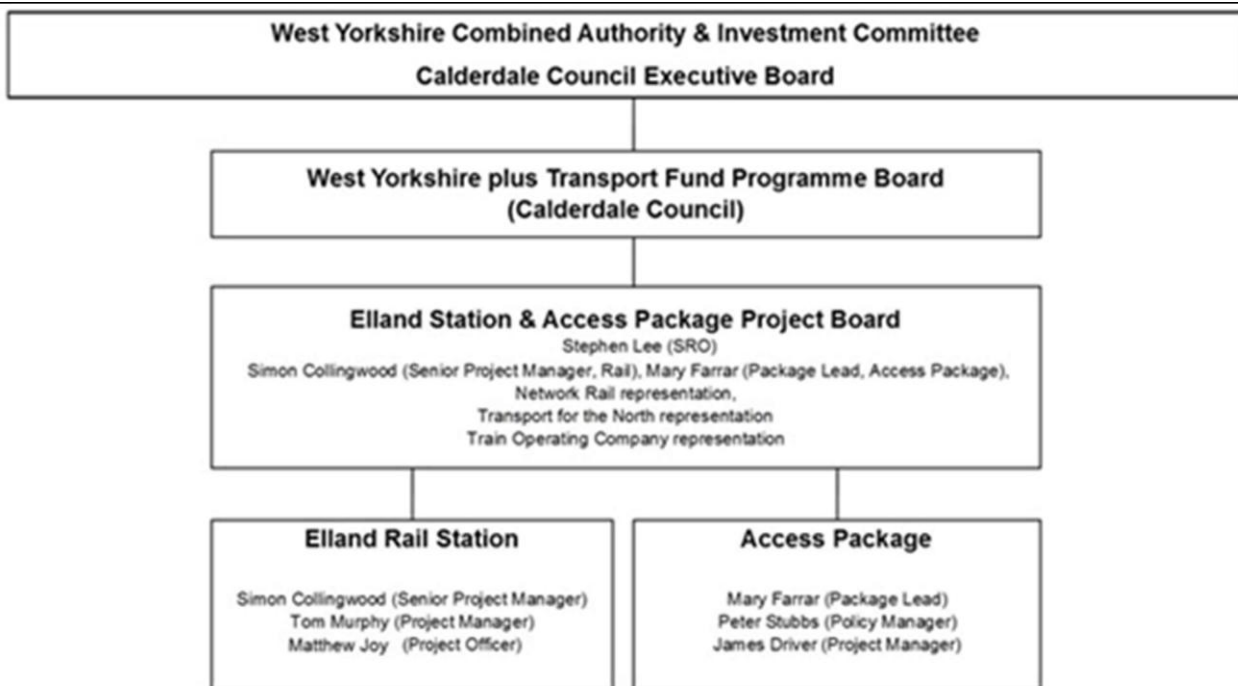 West Yorkshire Combined Authority & Investment Committee
Calderdale Council Executive Board
West Yorkshire plus Transport Fund Programme Board
(Calderdale Council)
Elland Station & Access Package Project Board
Stephen Lee (SRO)
Simon Collingwood (Senior Project Manager, Rail), Mary Farrar (Package Lead, Access Package),
Network Rail representation,
Transport for the North representation
Train Operating Company representation
Elland Rail Station
Simon Collingwood (Senior Project Manager)
Tom Murphy (Project Manager)
Matthew Joy (Project Officer)
Access Package
Mary Farrar (Package Lead)
Peter Stubbs (Policy Manager)
James Driver (Project Manager)